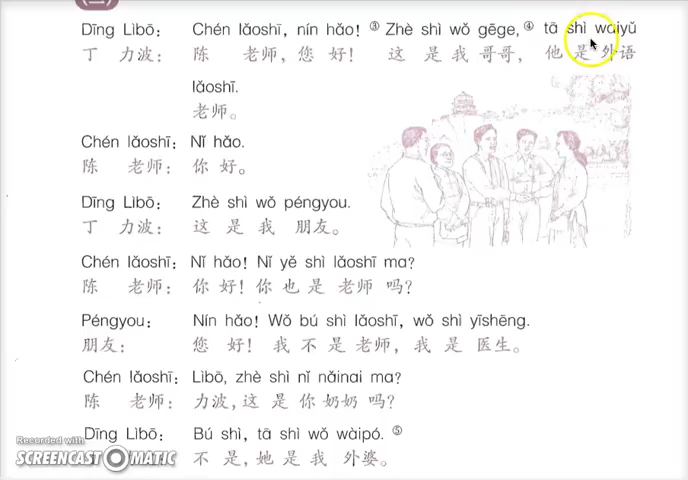 (二)
Dīng Lìbō: Chén lǎoshī, nín hǎo! ③ Zhè shì wǒ gēge, ④ tā shì wàiyǔ
丁 力波: 陈 老师, 您 好! 这 是 我 哥哥, 他 是 外语
lǎoshī.
老师。
Chén lǎoshī: Nǐ hǎo.
陈 老师: 你 好。
Dīng Lìbō: Zhè shì wǒ péngyou.
丁 力波: 这 是 我 朋友。
Chén lǎoshī: Nǐ hǎo! Nǐ yě shì lǎoshī ma?
陈 老师: 你 好! 你 也 是 老师 吗?
Péngyou: Nín hǎo! Wǒ bú shì lǎoshī, wǒ shì yīshēng.
朋友: 您 好! 我 不 是 老师, 我 是 医生。
Chén lǎoshī: Lìbō, zhè shì nǐ nǎinai ma?
陈 老师: 力波, 这 是 你 奶奶 吗?
Dīng Lìbō: Bú shì, tā shì wǒ wàipó. ⑤
丁 力波: 不 是, 她 是 我 外婆。
Recorded with
SCREENCAST-O-MATIC